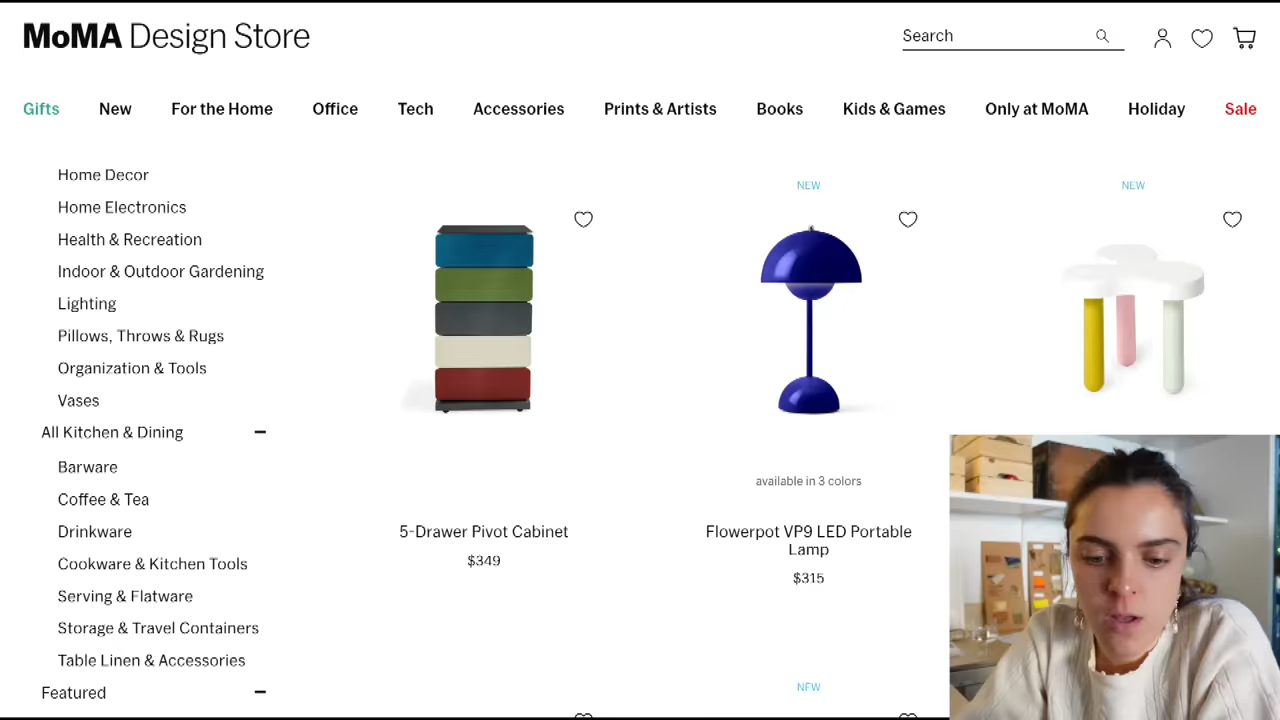 MoMA Design Store
Search
Gifts
New
For the Home
Office
Tech
Accessories
Prints & Artists
Books
Kids & Games
Only at MoMA
Holiday
Sale
Home Decor
Home Electronics
Health & Recreation
Indoor & Outdoor Gardening
Lighting
Pillows, Throws & Rugs
Organization & Tools
Vases
All Kitchen & Dining
Barware
Coffee & Tea
Drinkware
Cookware & Kitchen Tools
Serving & Flatware
Storage & Travel Containers
Table Linen & Accessories
Featured
5-Drawer Pivot Cabinet
$349
NEW
available in 3 colors
Flowerpot VP9 LED Portable
Lamp
$315
NEW
NEW